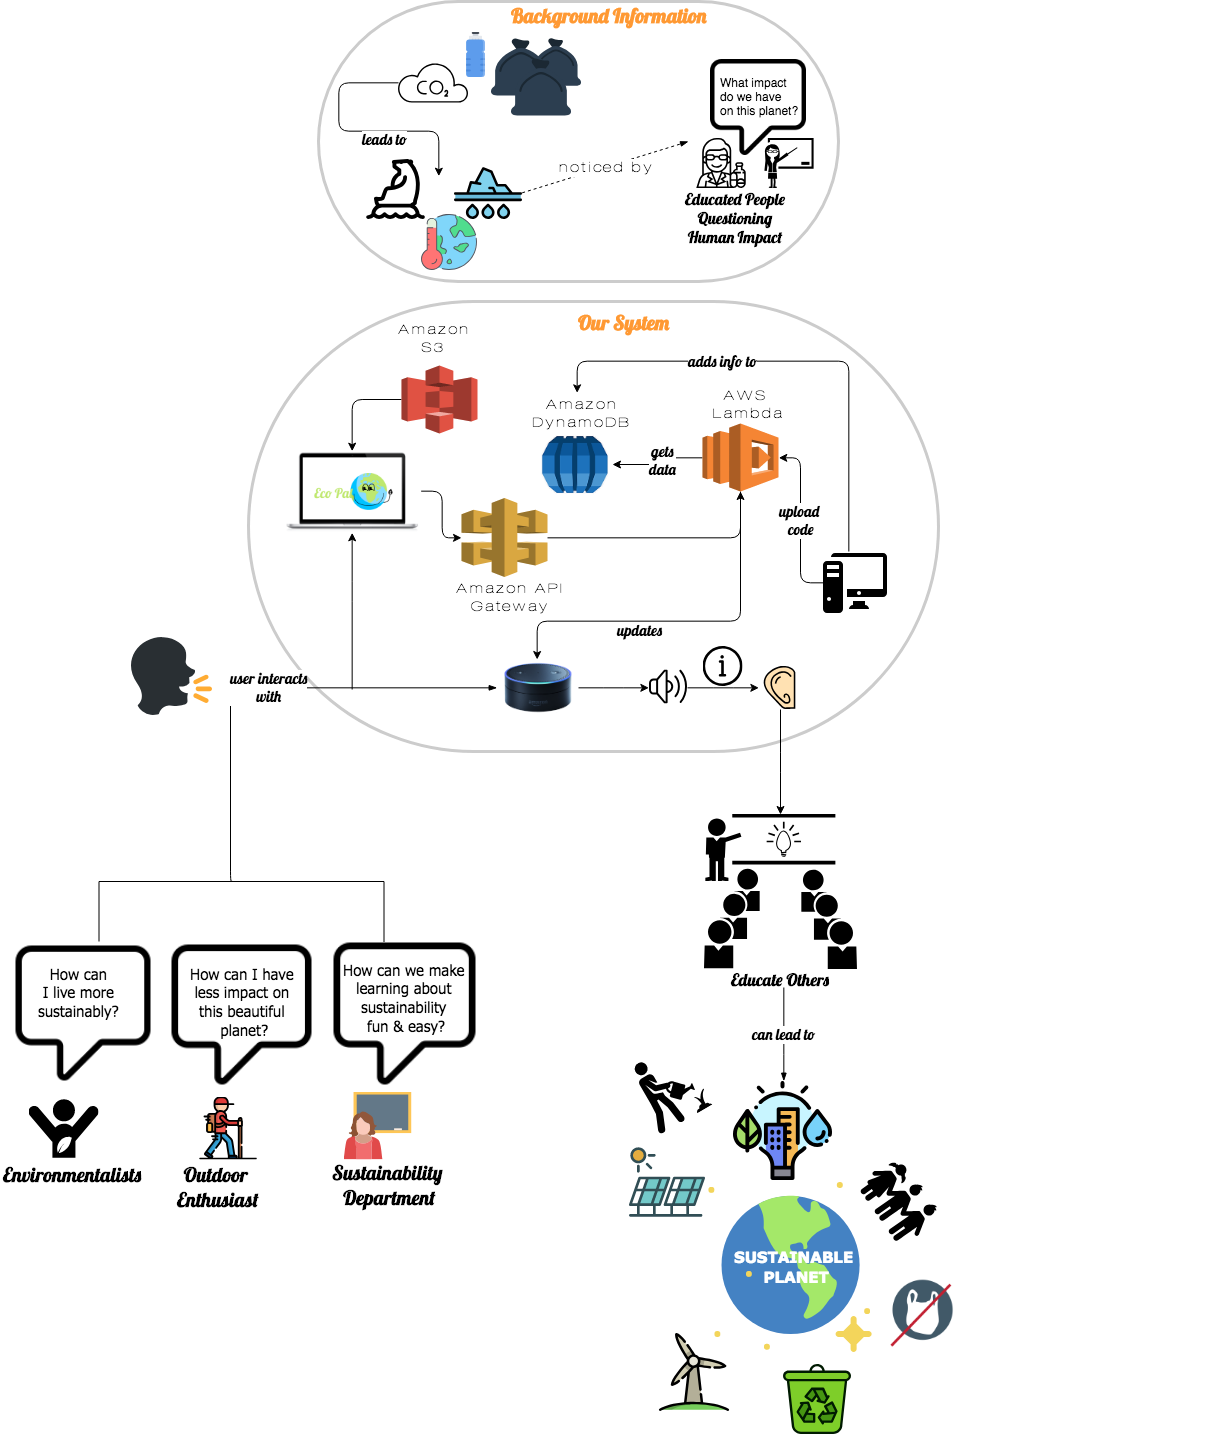 Background Information
CO2
leads to
noticed by
What impact
do we have
on this planet?
Educated People
Questioning
Human Impact
Our System
Amazon
S3
adds info to
Amazon
DynamoDB
AWS
Lambda
gets
data
upload
code
Eco Pal
Amazon API
Gateway
updates
user interacts
with
i
Educate Others
can lead to
How can
I live more
sustainably?
How can I have
less impact on
this beautiful
planet?
How can we make
learning about
sustainability
fun & easy?
Environmentalists
Outdoor
Enthusiast
Sustainability
Department
SUSTAINABLE
PLANET